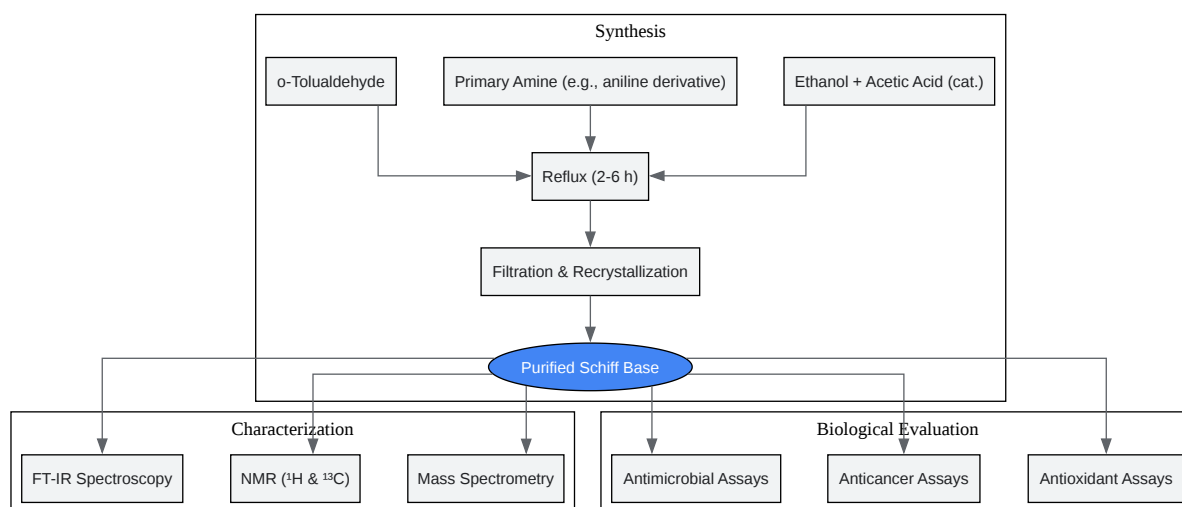 Synthesis
o-Tolualdehyde
Primary Amine (e.g., aniline derivative)
Ethanol + Acetic Acid (cat.)
Reflux (2-6 h)
Filtration & Recrystallization
Purified Schiff Base
Characterization
Biological Evaluation
FT-IR Spectroscopy
NMR (¹H & ¹³C)
Mass Spectrometry
Antimicrobial Assays
Anticancer Assays
Antioxidant Assays